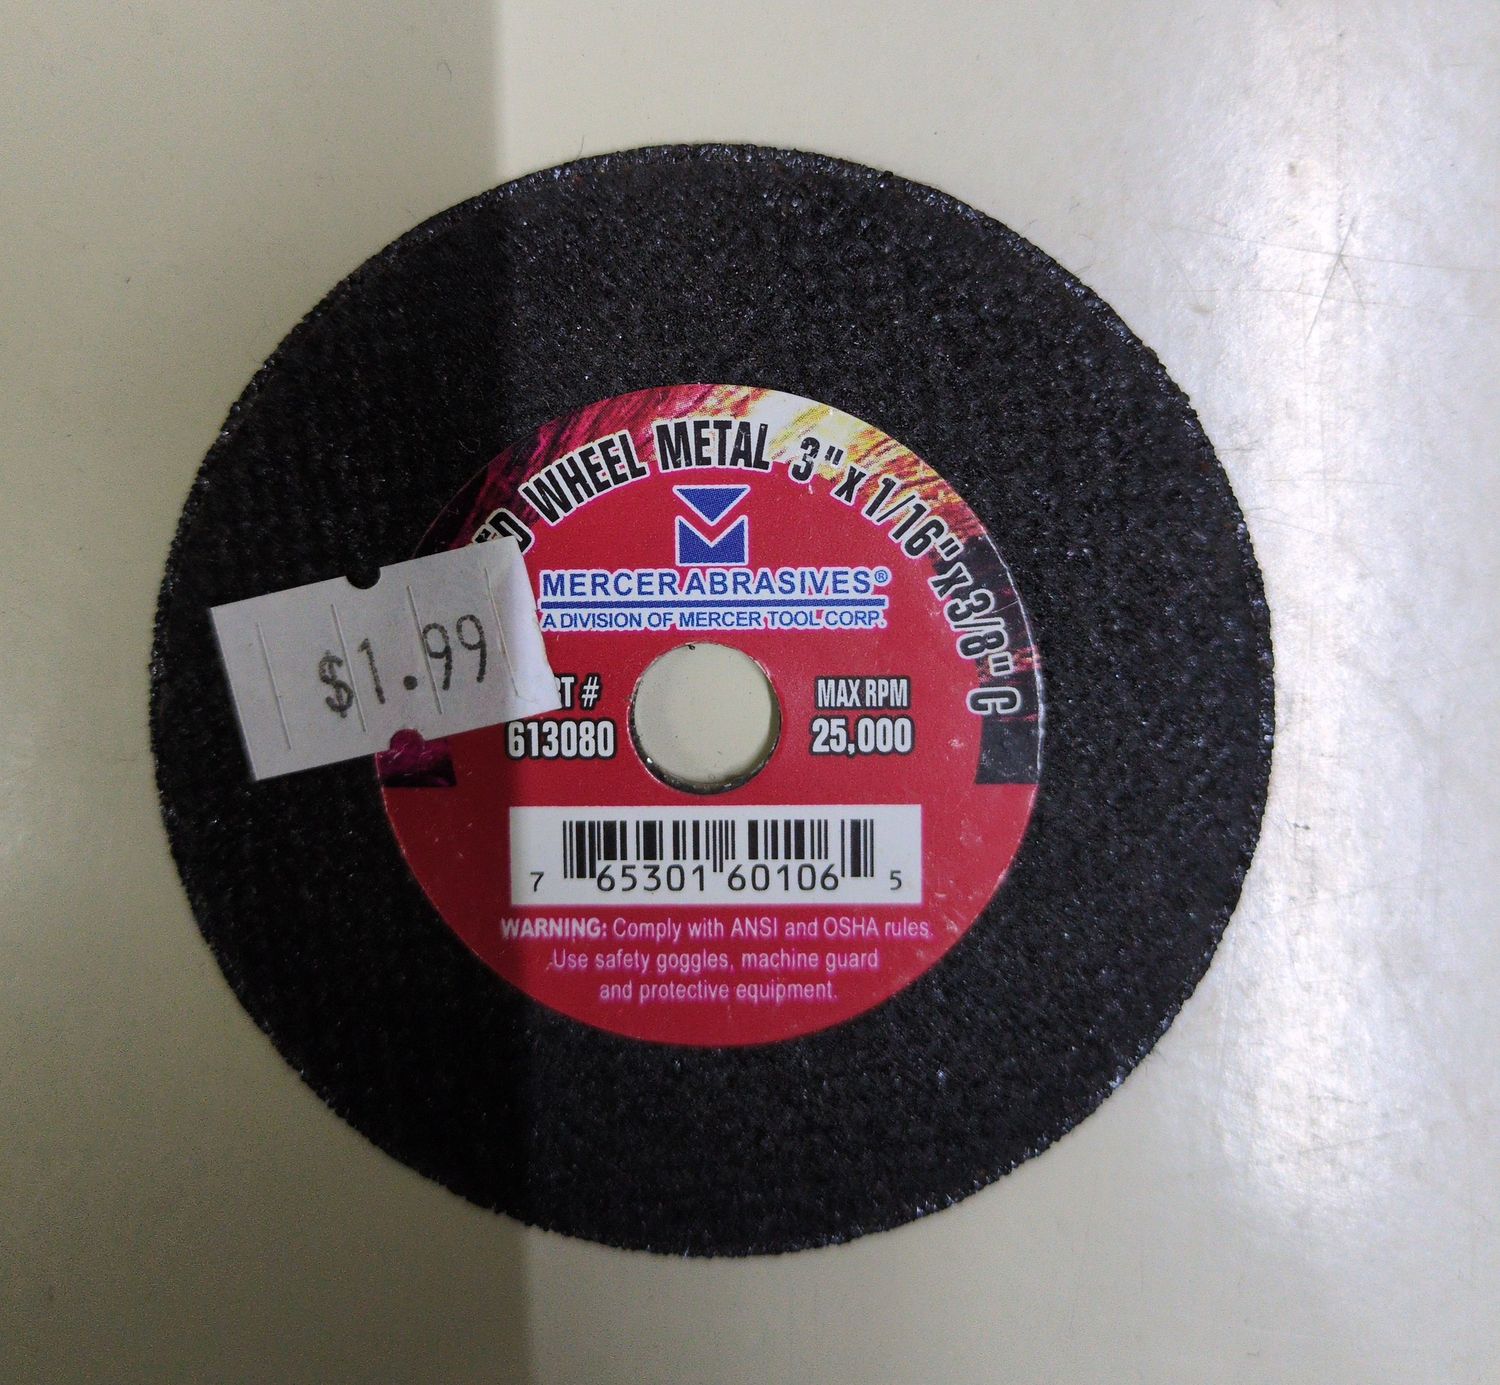 WHEEL METAL 3" x 1/16" x 3/8" C
MERCER ABRASIVES®
A DIVISION OF MERCER TOOL CORP.
$1.99
#
613080
MAX RPM
25,000
7 65301 60106 5
WARNING: Comply with ANSI and OSHA rules.
Use safety goggles, machine guard
and protective equipment.